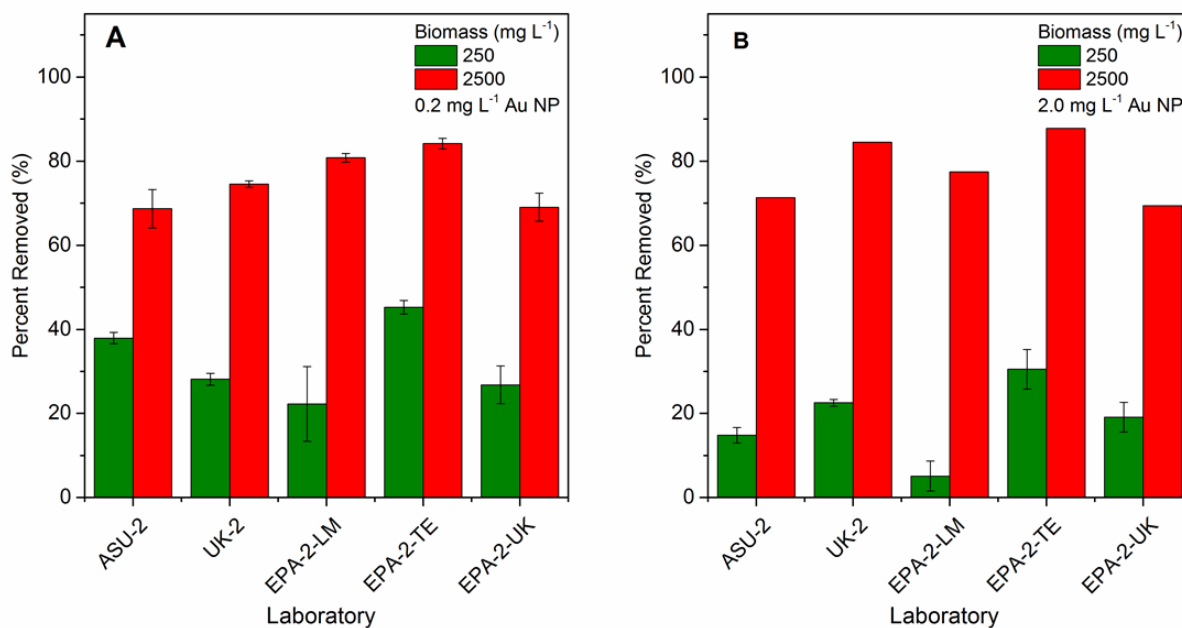 A
Biomass (mg L⁻¹)
250
2500
0.2 mg L⁻¹ Au NP
Percent Removed (%)
100
80
60
40
20
0
ASU-2
UK-2
EPA-2-LM
EPA-2-TE
EPA-2-UK
Laboratory
B
Biomass (mg L⁻¹)
250
2500
2.0 mg L⁻¹ Au NP
Percent Removed (%)
100
80
60
40
20
0
ASU-2
UK-2
EPA-2-LM
EPA-2-TE
EPA-2-UK
Laboratory